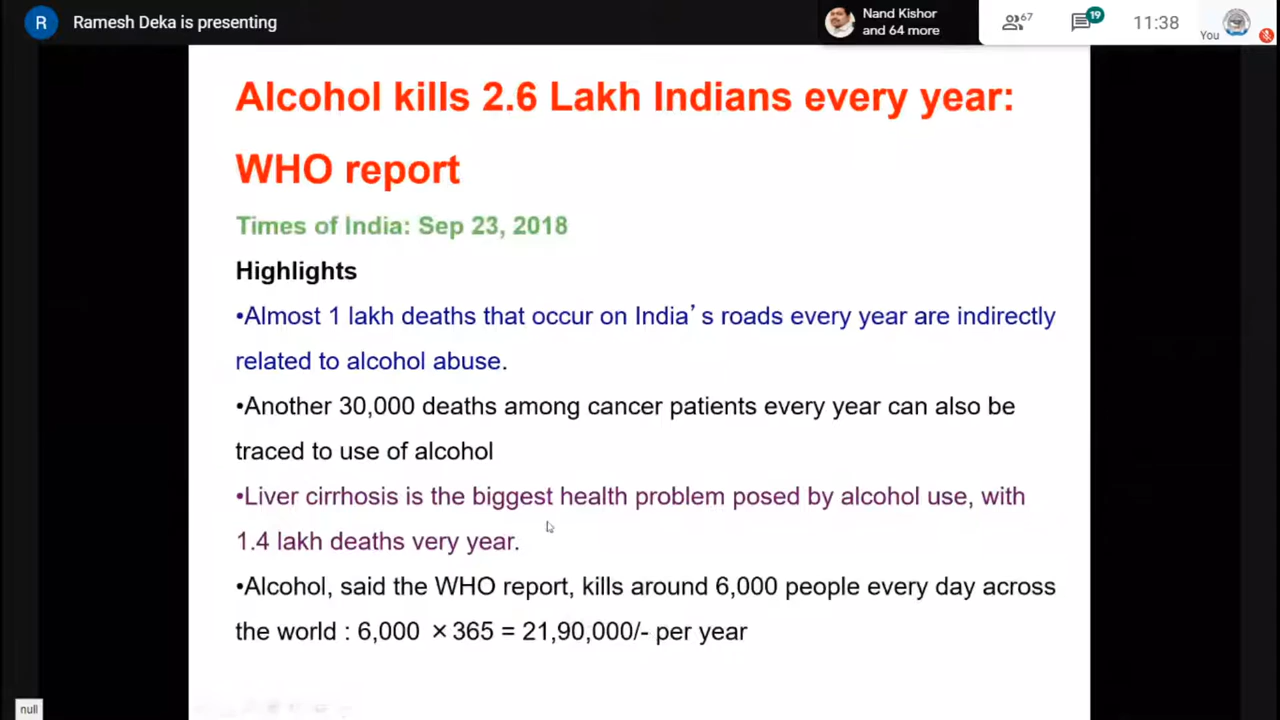 R Ramesh Deka is presenting
Nand Kishor
and 64 more
67
19
11:38
You
Alcohol kills 2.6 Lakh Indians every year:
WHO report
Times of India: Sep 23, 2018
Highlights
•Almost 1 lakh deaths that occur on India’s roads every year are indirectly
related to alcohol abuse.
•Another 30,000 deaths among cancer patients every year can also be
traced to use of alcohol
•Liver cirrhosis is the biggest health problem posed by alcohol use, with
1.4 lakh deaths very year.
•Alcohol, said the WHO report, kills around 6,000 people every day across
the world : 6,000 ×365 = 21,90,000/- per year
null